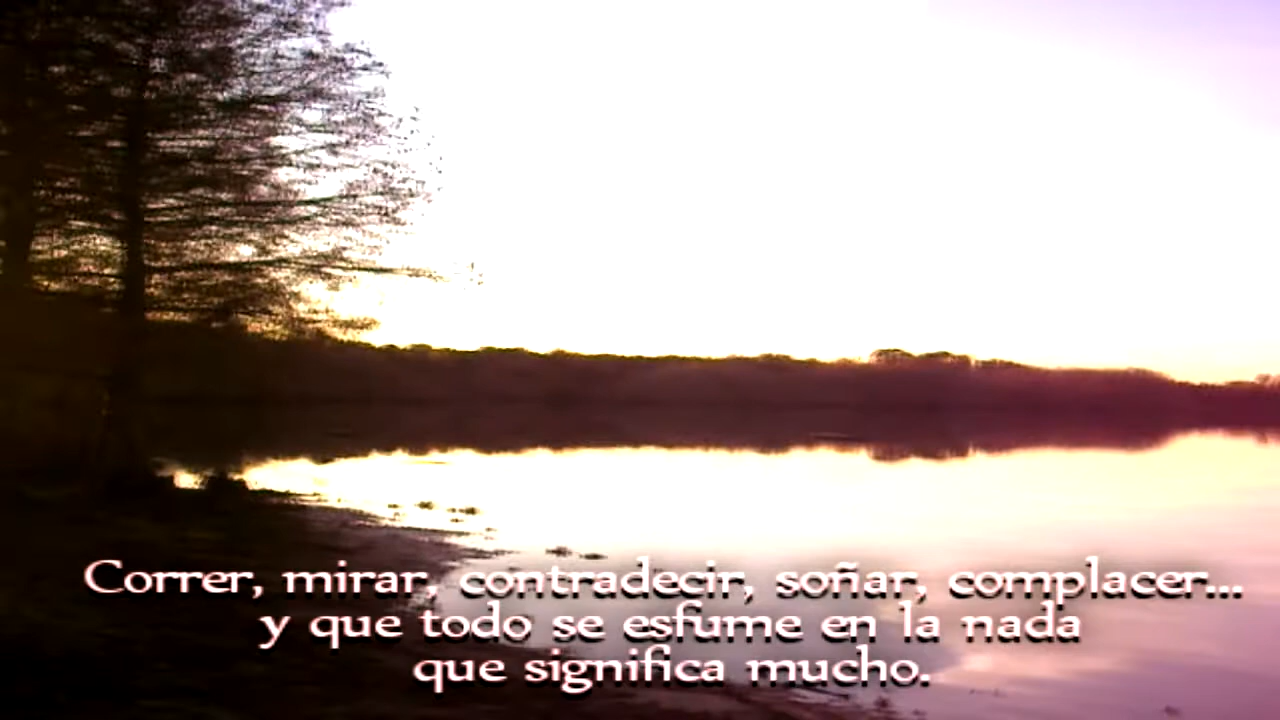 Correr, mirar, contradecir, soñar, complacer...
y que todo se esfume en la nada
que significa mucho.